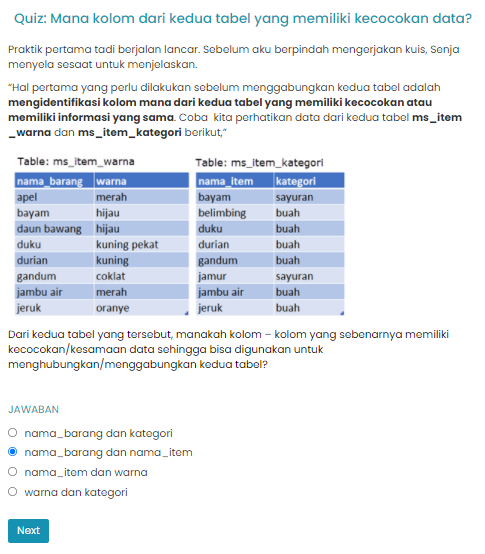 Quiz: Mana kolom dari kedua tabel yang memiliki kecocokan data?
Praktik pertama tadi berjalan lancar. Sebelum aku berpindah mengerjakan kuis, Senja
menyela sesaat untuk menjelaskan.
“Hal pertama yang perlu dilakukan sebelum menggabungkan kedua tabel adalah
mengidentifikasi kolom mana dari kedua tabel yang memiliki kecocokan atau
memiliki informasi yang sama. Coba kita perhatikan data dari kedua tabel ms_item
_warna dan ms_item_kategori berikut,”
Table: ms_item_warna
nama_barang warna
apel merah
bayam hijau
daun bawang hijau
duku kuning pekat
durian kuning
gandum coklat
jambu air merah
jeruk oranye
Table: ms_item_kategori
nama_item kategori
bayam sayuran
belimbing buah
duku buah
durian buah
gandum buah
jamur sayuran
jambu air buah
jeruk buah
Dari kedua tabel yang tersebut, manakah kolom – kolom yang sebenarnya memiliki
kecocokan/kesamaan data sehingga bisa digunakan untuk
menghubungkan/menggabungkan kedua tabel?
JAWABAN
nama_barang dan kategori
nama_barang dan nama_item
nama_item dan warna
warna dan kategori
Next